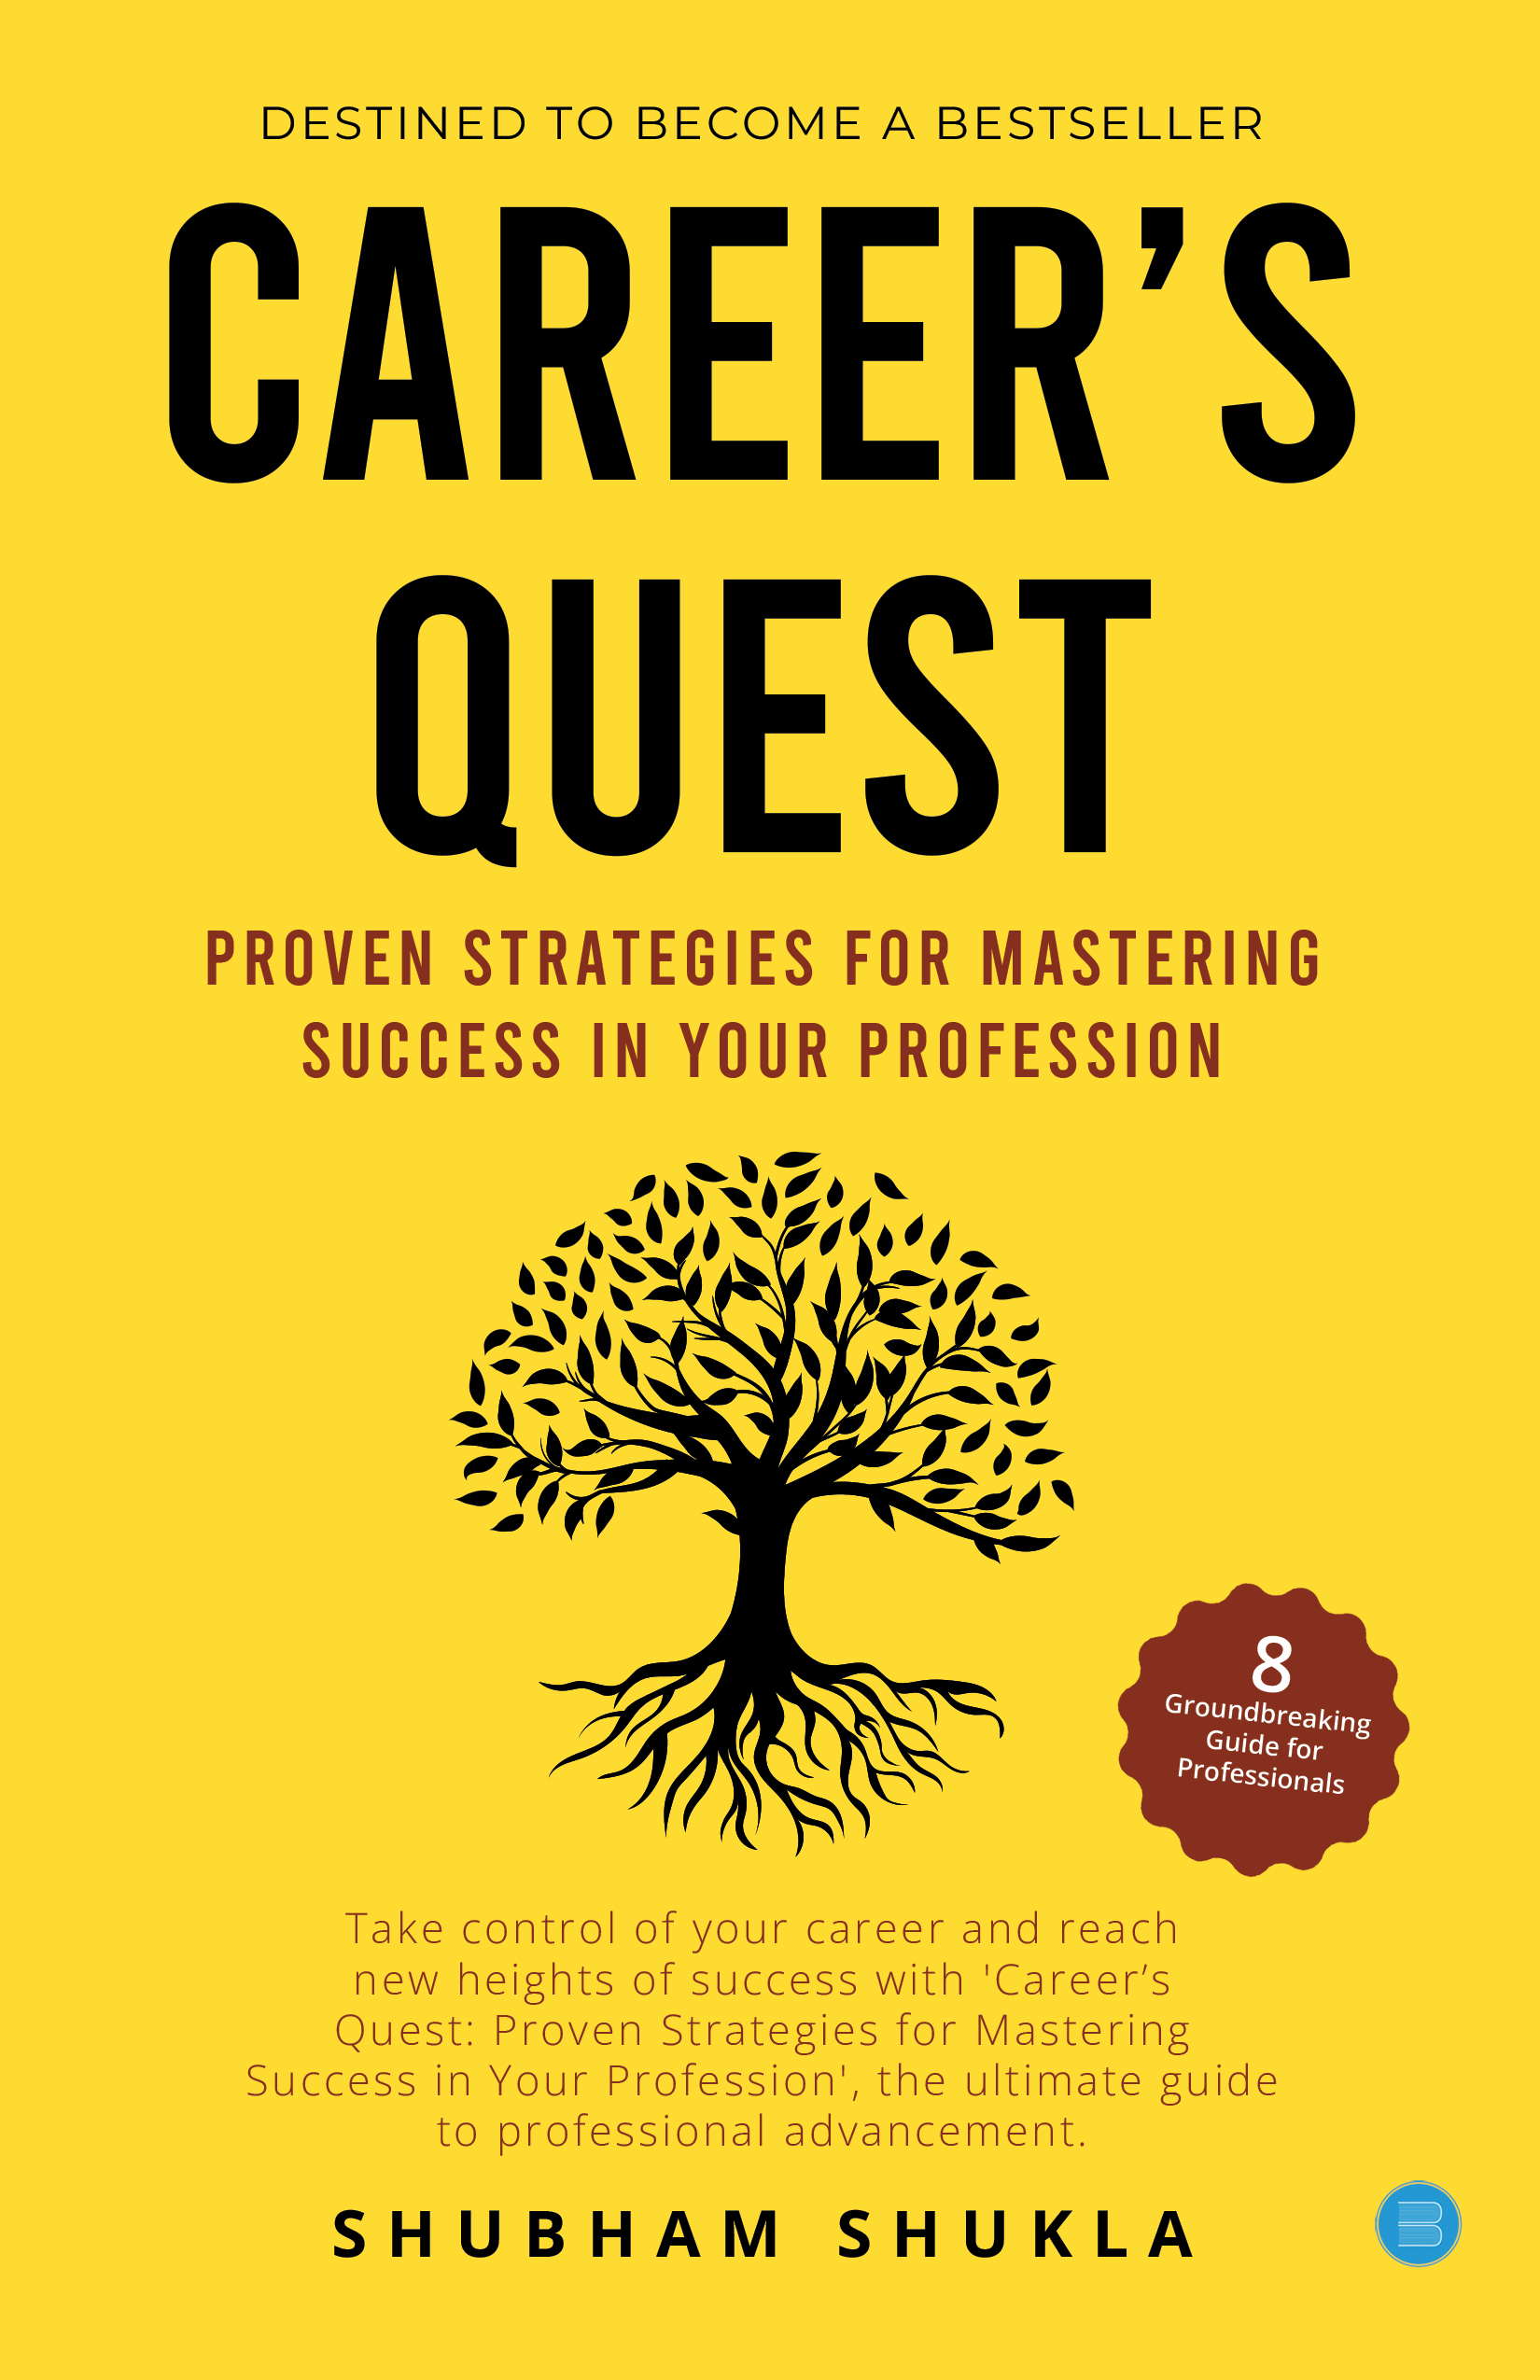 DESTINED TO BECOME A BESTSELLER
CAREER’S
QUEST
PROVEN STRATEGIES FOR MASTERING
SUCCESS IN YOUR PROFESSION
8
Groundbreaking
Guide for
Professionals
Take control of your career and reach
new heights of success with 'Career’s
Quest: Proven Strategies for Mastering
Success in Your Profession', the ultimate guide
to professional advancement.
SHUBHAM SHUKLA
B